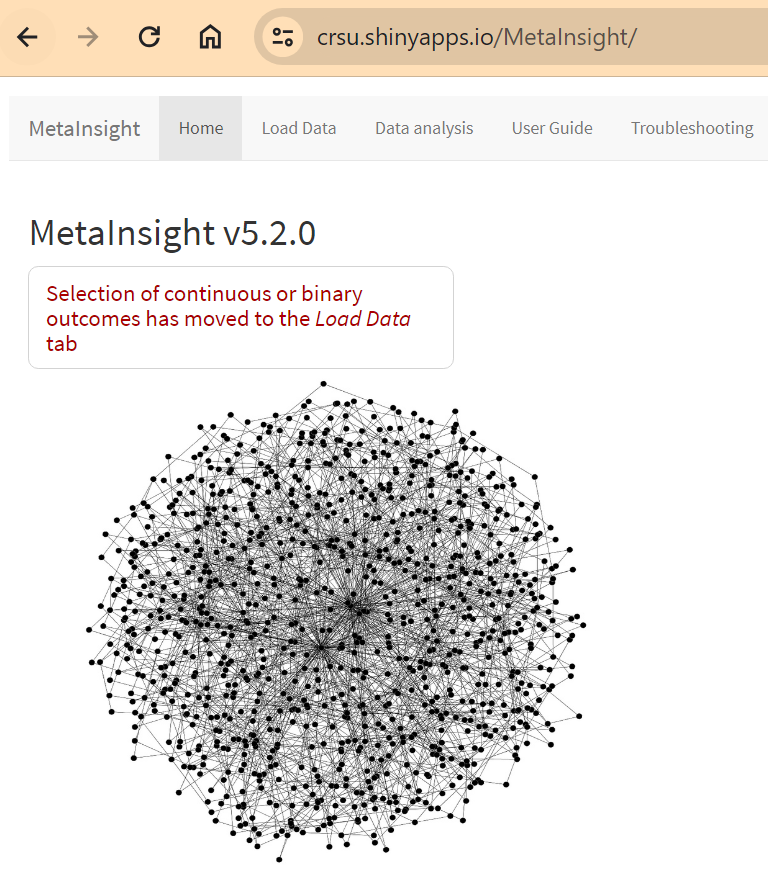 crsu.shinyapps.io/MetaInsight/
MetaInsight Home Load Data Data analysis User Guide Troubleshooting
MetaInsight v5.2.0
Selection of continuous or binary
outcomes has moved to the Load Data
tab